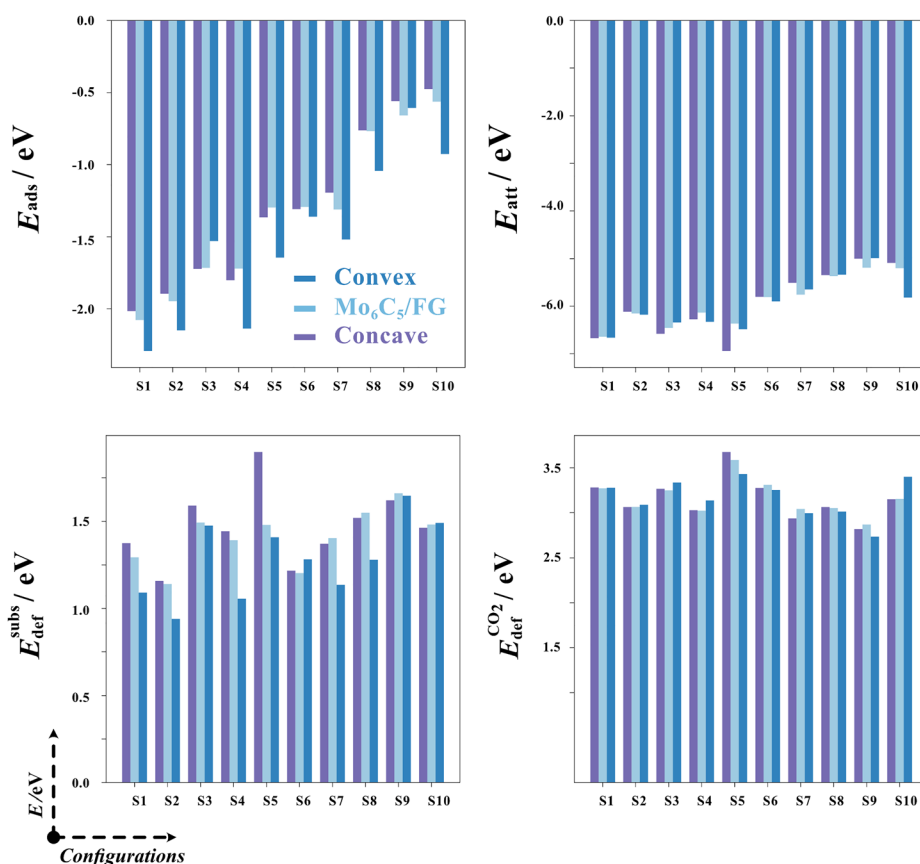 0.0
-0.5
-1.0
-1.5
-2.0
E_ads / eV
Convex
Mo₆C₅/FG
Concave
S1 S2 S3 S4 S5 S6 S7 S8 S9 S10
0.0
-2.0
-4.0
-6.0
E_att / eV
S1 S2 S3 S4 S5 S6 S7 S8 S9 S10
1.5
1.0
0.5
0.0
E_def^subs / eV
S1 S2 S3 S4 S5 S6 S7 S8 S9 S10
3.5
2.5
1.5
E_def^CO₂ / eV
S1 S2 S3 S4 S5 S6 S7 S8 S9 S10
E/eV
Configurations